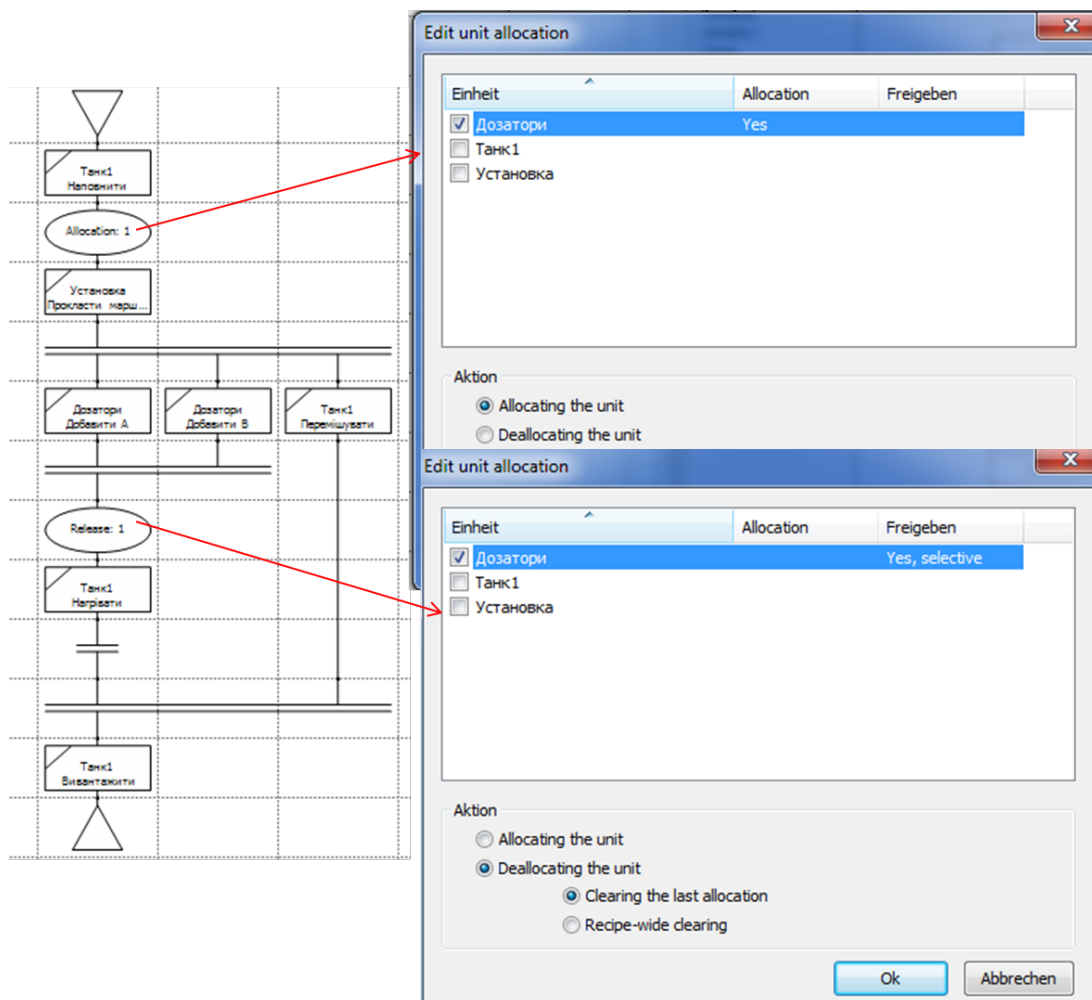 Танк1
Наповнити
Allocation: 1
Установка
Прокласти марш...
Дозатори
Добавити А
Дозатори
Добавити В
Танк1
Перемішувати
Release: 1
Танк1
Нагрівати
Танк1
Вивантажити
Edit unit allocation
Einheit Allocation Freigeben
Дозатори Yes
Танк1
Установка
Aktion
Allocating the unit
Deallocating the unit
Edit unit allocation
Einheit Allocation Freigeben
Дозатори Yes, selective
Танк1
Установка
Aktion
Allocating the unit
Deallocating the unit
Clearing the last allocation
Recipe-wide clearing
Ok Abbrechen